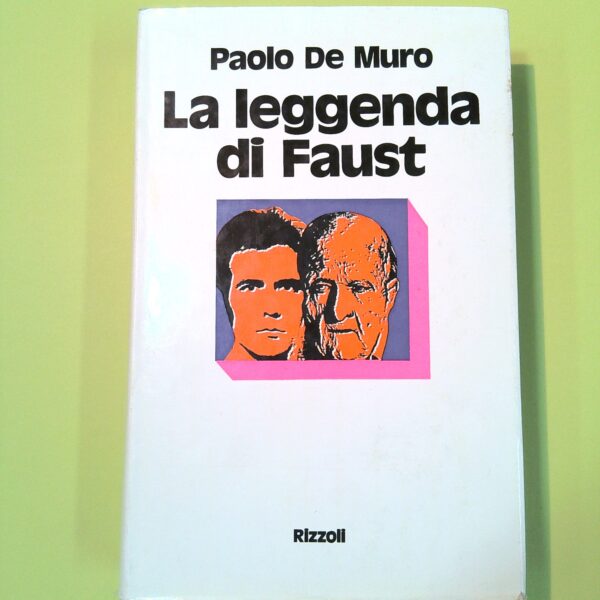 Paolo De Muro
La leggenda
di Faust
Rizzoli